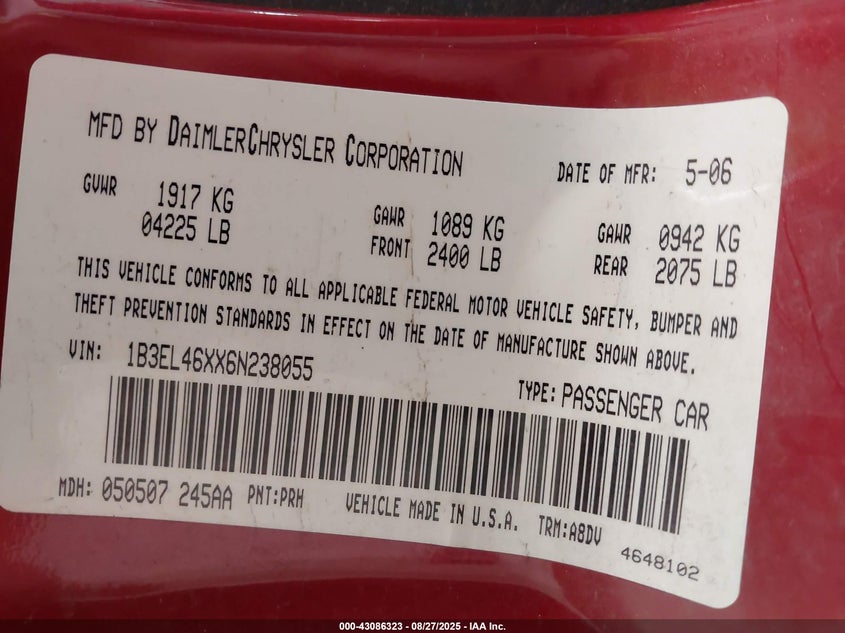 MFD BY DAIMLERCHRYSLER CORPORATION DATE OF MFR: 5-06
GVWR 1917 KG GAWR 1089 KG GAWR 0942 KG
04225 LB FRONT 2400 LB REAR 2075 LB
THIS VEHICLE CONFORMS TO ALL APPLICABLE FEDERAL MOTOR VEHICLE SAFETY, BUMPER AND
THEFT PREVENTION STANDARDS IN EFFECT ON THE DATE OF MANUFACTURE SHOWN ABOVE.
VIN: 1B3EL46XX6N238055 TYPE: PASSENGER CAR
MDH: 050507 245AA PNT:PRH VEHICLE MADE IN U.S.A. TRM:A8DV
4648102
000-43086323 - 08/27/2025 - IAA Inc.